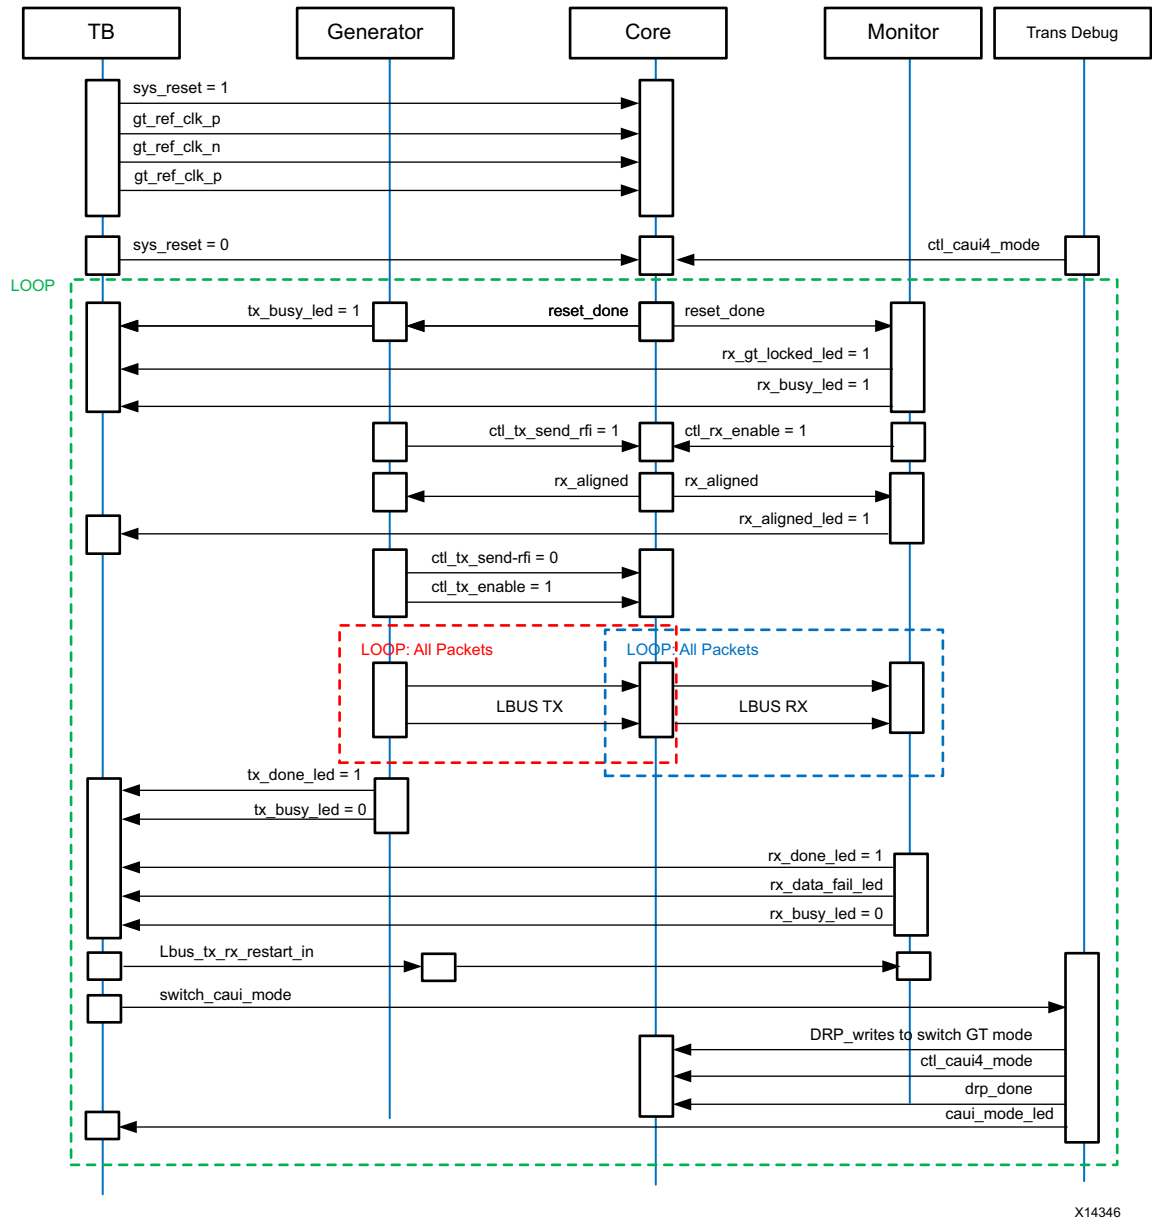 TB
Generator
Core
Monitor
Trans Debug
sys_reset = 1
gt_ref_clk_p
gt_ref_clk_n
gt_ref_clk_p
sys_reset = 0
ctl_caui4_mode
LOOP
tx_busy_led = 1
reset_done
reset_done
rx_gt_locked_led = 1
rx_busy_led = 1
ctl_tx_send_rfi = 1
ctl_rx_enable = 1
rx_aligned
rx_aligned
rx_aligned_led = 1
ctl_tx_send-rfi = 0
ctl_tx_enable = 1
LOOP: All Packets
LOOP: All Packets
LBUS TX
LBUS RX
tx_done_led = 1
tx_busy_led = 0
rx_done_led = 1
rx_data_fail_led
rx_busy_led = 0
Lbus_tx_rx_restart_in
switch_caui_mode
DRP_writes to switch GT mode
ctl_caui4_mode
drp_done
caui_mode_led
X14346